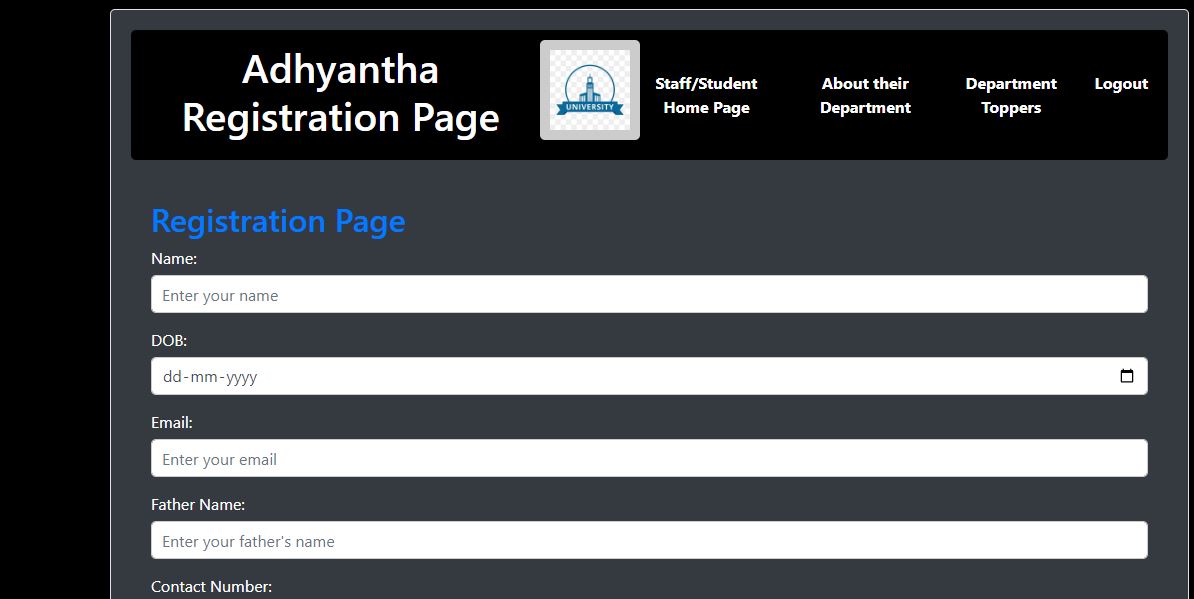 Adhyantha
Registration Page
UNIVERSITY
Staff/Student
Home Page
About their
Department
Department
Toppers
Logout
Registration Page
Name:
Enter your name
DOB:
dd-mm-yyyy
Email:
Enter your email
Father Name:
Enter your father's name
Contact Number: